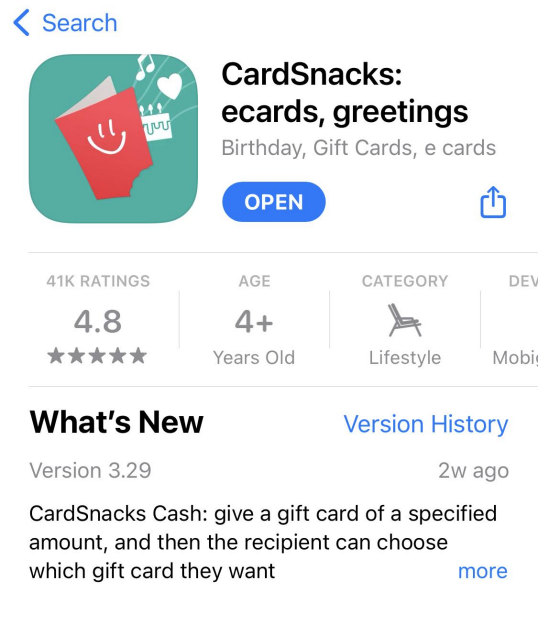 Search
CardSnacks:
ecards, greetings
Birthday, Gift Cards, e cards
OPEN
41K RATINGS
4.8
AGE
4+
Years Old
CATEGORY
Lifestyle
DEV
Mobi
What's New
Version History
Version 3.29
2w ago
CardSnacks Cash: give a gift card of a specified
amount, and then the recipient can choose
which gift card they want
more